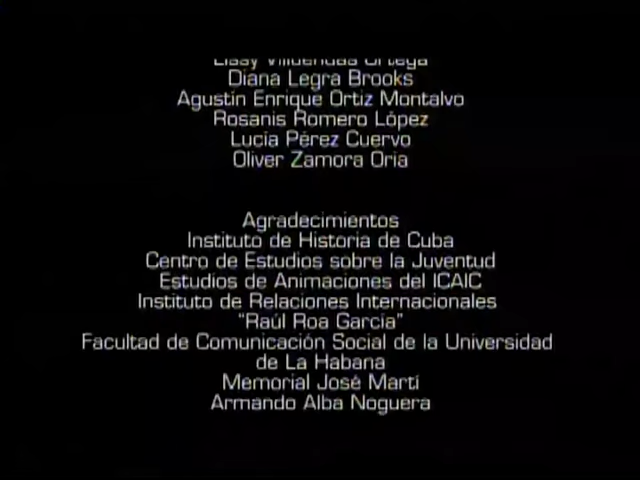 Diana Legra Brooks
Agustín Enrique Ortiz Montalvo
Rosanis Romero López
Lucía Pérez Cuervo
Oliver Zamora Oria
Agradecimientos
Instituto de Historia de Cuba
Centro de Estudios sobre la Juventud
Estudios de Animaciones del ICAIC
Instituto de Relaciones Internacionales
“Raúl Roa García”
Facultad de Comunicación Social de la Universidad
de La Habana
Memorial José Martí
Armando Alba Noguera